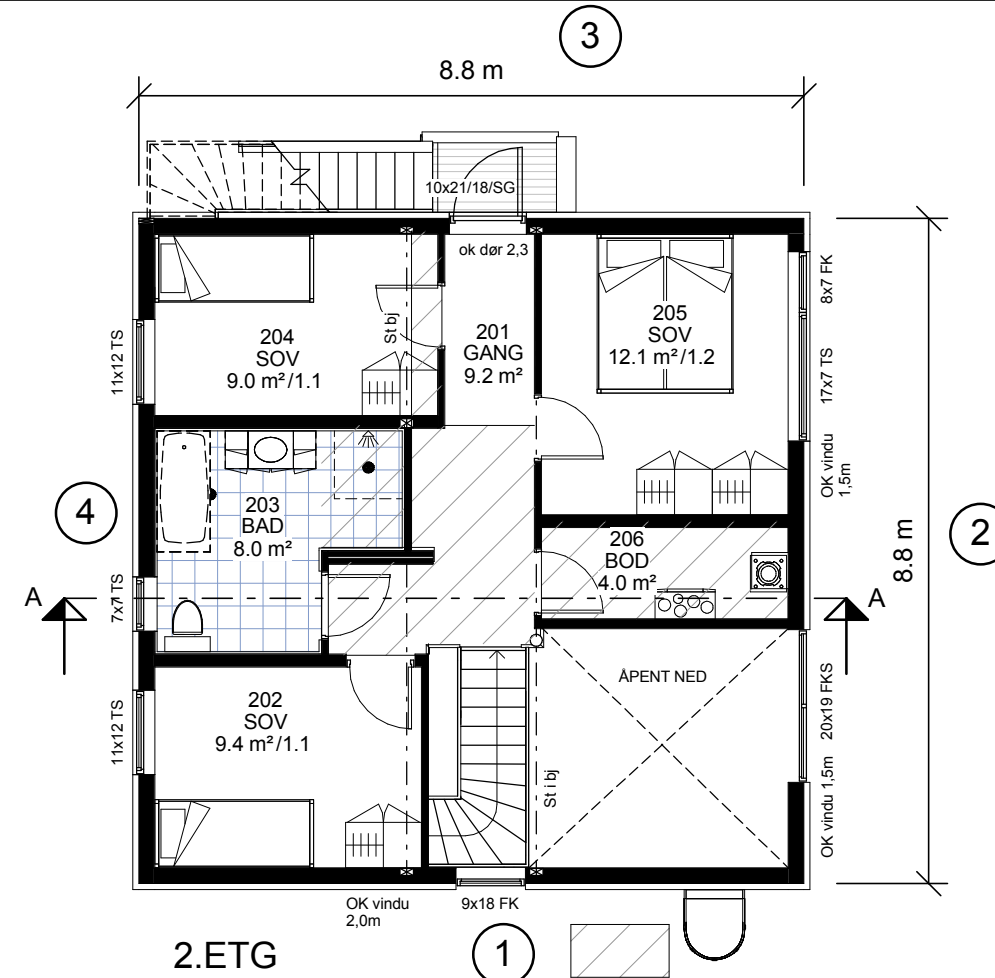 3
8.8 m
10x21/18/SG
ok dør 2,3
8x7 FK
205
SOV
12.1 m²/1.2
201
GANG
9.2 m²
204
SOV
9.0 m²/1.1
St bj
11x12 TS
17x7 TS
OK vindu
1,5m
4
203
BAD
8.0 m²
206
BOD
4.0 m²
2
8.8 m
A
A
7x7 TS
ÅPENT NED
20x19 FKS
202
SOV
9.4 m²/1.1
11x12 TS
St i bj
OK vindu 1,5m
OK vindu
2,0m
9x18 FK
2.ETG
1